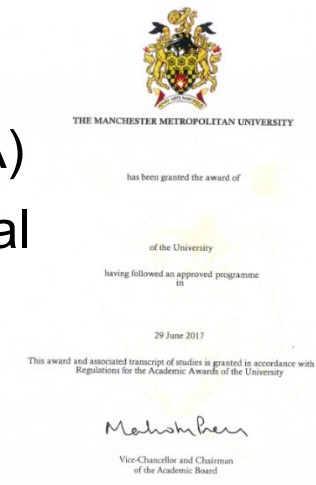 A)
al
THE MANCHESTER METROPOLITAN UNIVERSITY
has been granted the award of
of the University
having followed an approved programme
in
29 June 2017
This award and associated transcript of studies is granted in accordance with
Regulations for the Academic Awards of the University
Vice-Chancellor and Chairman
of the Academic Board